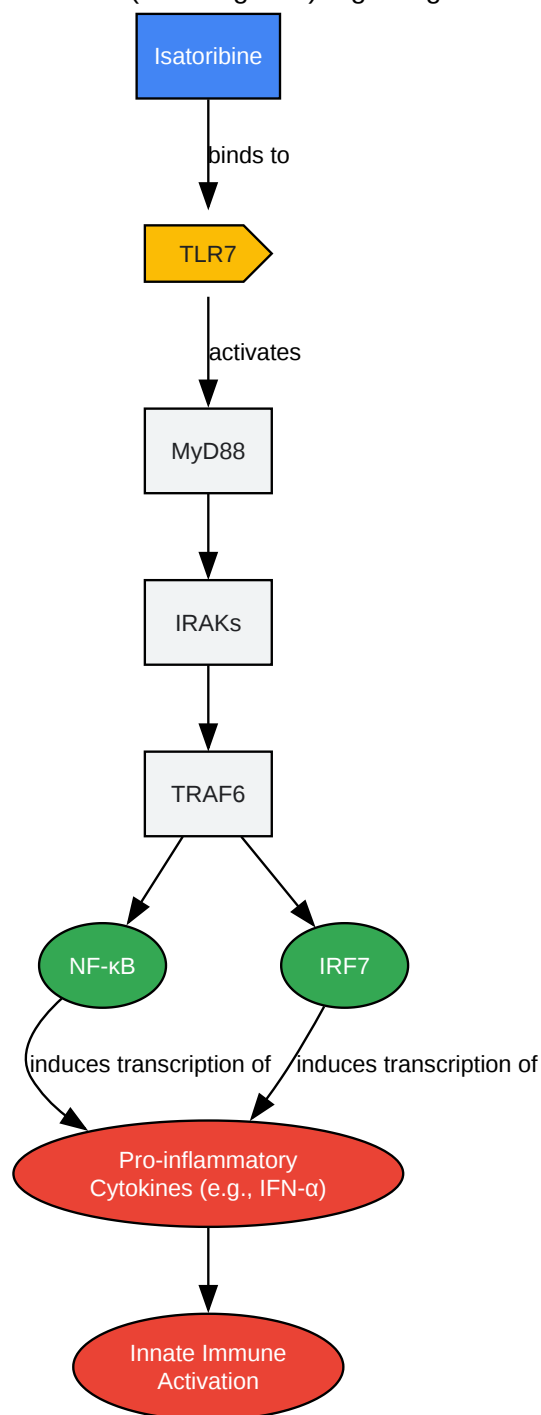 Isatoribine
binds to
TLR7
activates
MyD88
IRAKs
TRAF6
NF-κB
IRF7
induces transcription of
induces transcription of
Pro-inflammatory
Cytokines (e.g., IFN-α)
Innate Immune
Activation